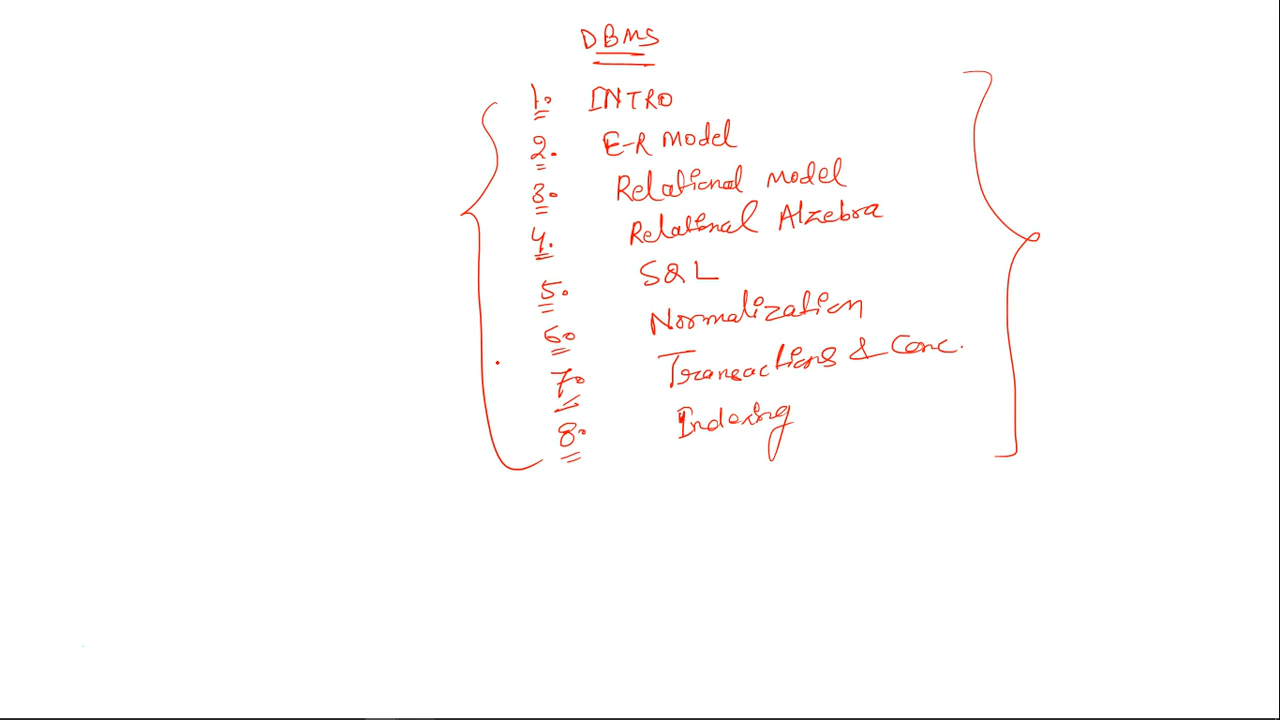 DBMS
1. INTRO
2. E-R Model
3. Relational model
4. Relational Alzebra
5. SQL
6. Normalization
7. Transactions & Conc.
8. Indexing